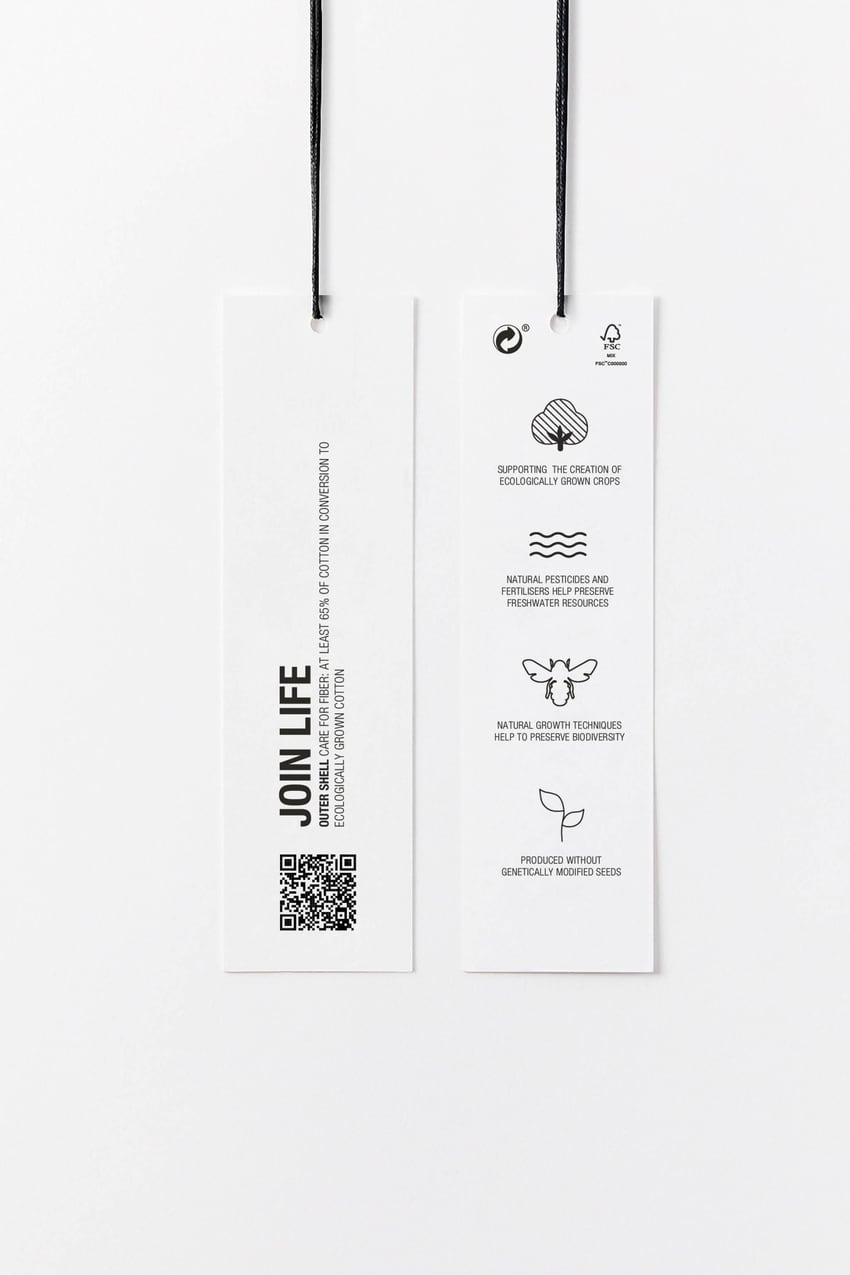 JOIN LIFE
OUTER SHELL CARE FOR FIBER: AT LEAST 65% OF COTTON IN CONVERSION TO
ECOLOGICALLY GROWN COTTON
®
FSC
MIX
FSC™C000000
SUPPORTING THE CREATION OF
ECOLOGICALLY GROWN CROPS
NATURAL PESTICIDES AND
FERTILISERS HELP PRESERVE
FRESHWATER RESOURCES
NATURAL GROWTH TECHNIQUES
HELP TO PRESERVE BIODIVERSITY
PRODUCED WITHOUT
GENETICALLY MODIFIED SEEDS